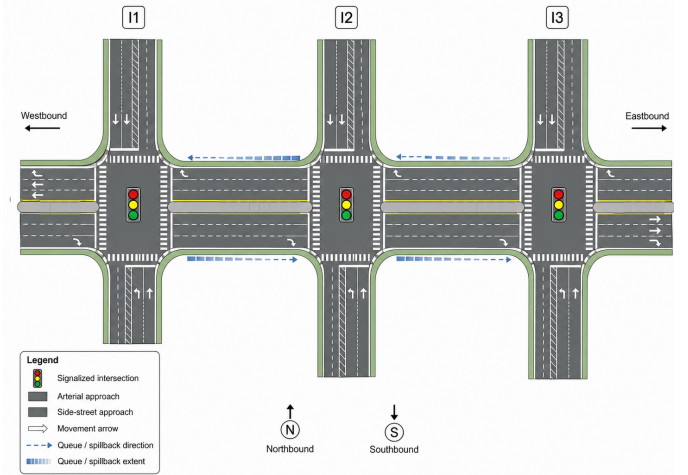 I1
I2
I3
Westbound
Eastbound
Legend
Signalized intersection
Arterial approach
Side-street approach
Movement arrow
Queue / spillback direction
Queue / spillback extent
N
S
Northbound
Southbound